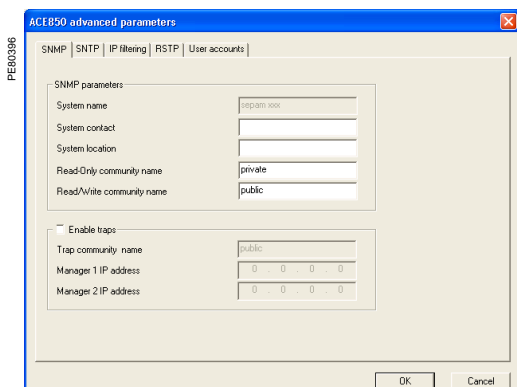 ACE850 advanced parameters
PE80396
SNMP SNTP IP filtering RSTP User accounts
SNMP parameters
System name sepam xxx
System contact
System location
Read-Only community name private
Read/Write community name public
Enable traps
Trap community name public
Manager 1 IP address 0 . 0 . 0 . 0
Manager 2 IP address 0 . 0 . 0 . 0
OK Cancel